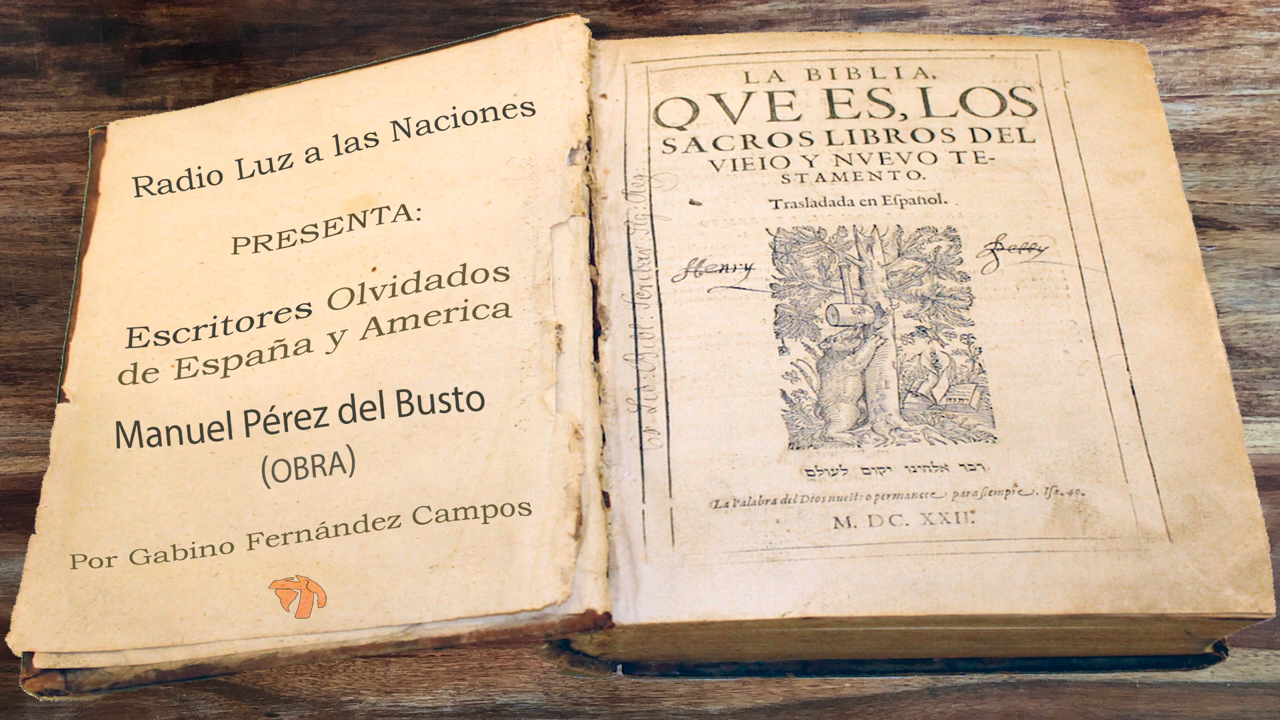 Radio Luz a las Naciones
PRESENTA:
Escritores Olvidados
de España y America
Manuel Pérez del Busto
(OBRA)
Por Gabino Fernández Campos
LA BIBLIA,
QVE ES, LOS
SACROS LIBROS DEL
VIEIO Y NVEVO TE-
STAMENTO.
Trasladada en Español.
Henry
דבר אלהינו יקום לעולם
La Palabra del Dios nuestro permanece para siempre. Isa. 40.
M. DC. XXII.